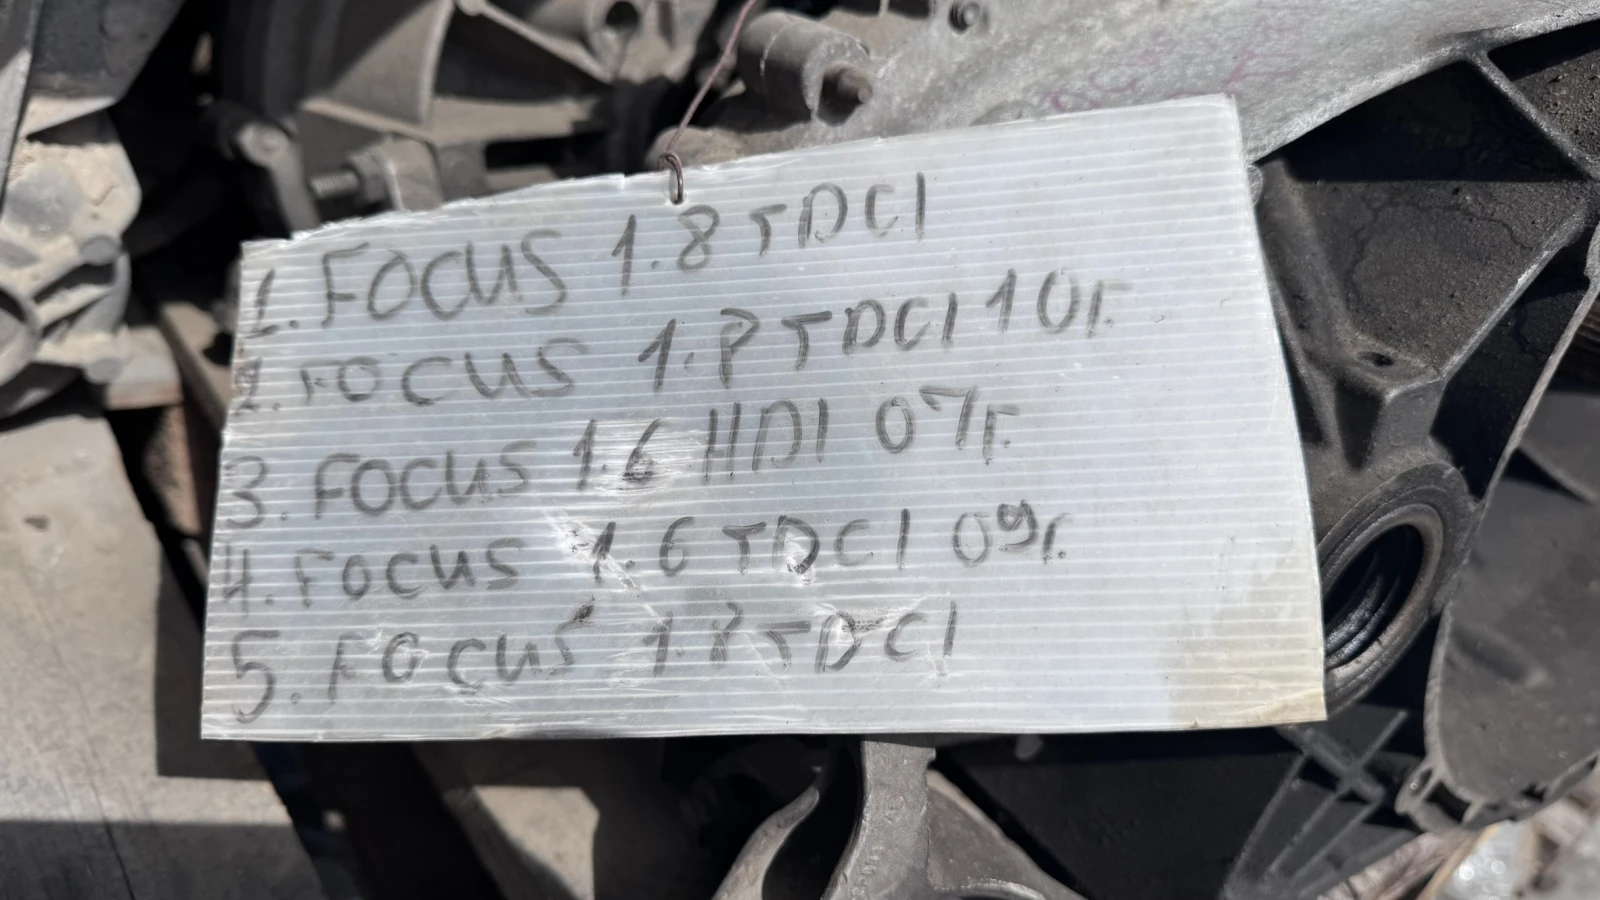 1. FOCUS 1.8 TDCI
2. FOCUS 1.8 TDCI 10г.
3. FOCUS 1.6 HDI 07г.
4. FOCUS 1.6 TDCI 09г.
5. FOCUS 1.8 TDCI